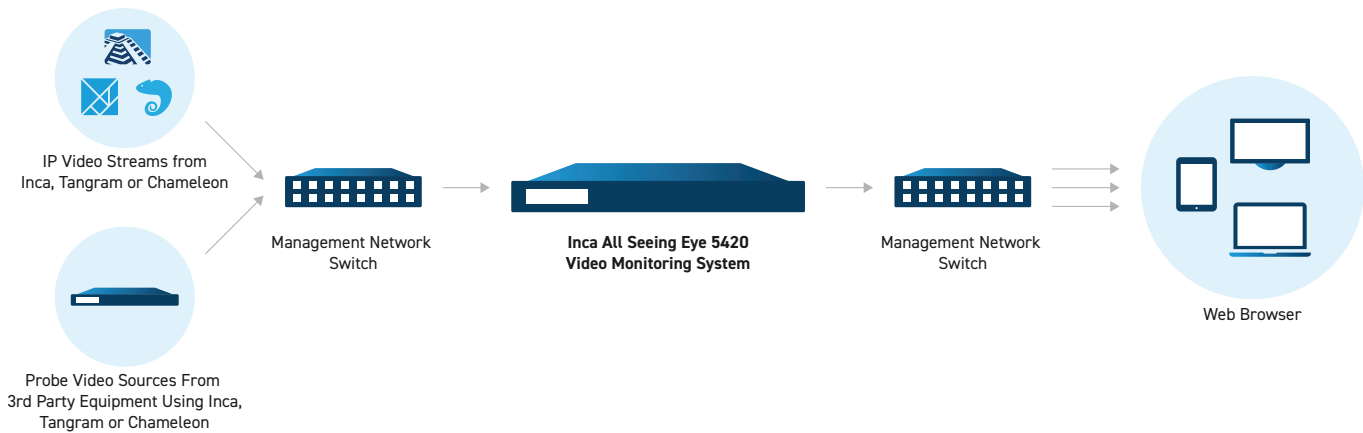 IP Video Streams from
Inca, Tangram or Chameleon
Probe Video Sources From
3rd Party Equipment Using Inca,
Tangram or Chameleon
Management Network
Switch
Inca All Seeing Eye 5420
Video Monitoring System
Management Network
Switch
Web Browser